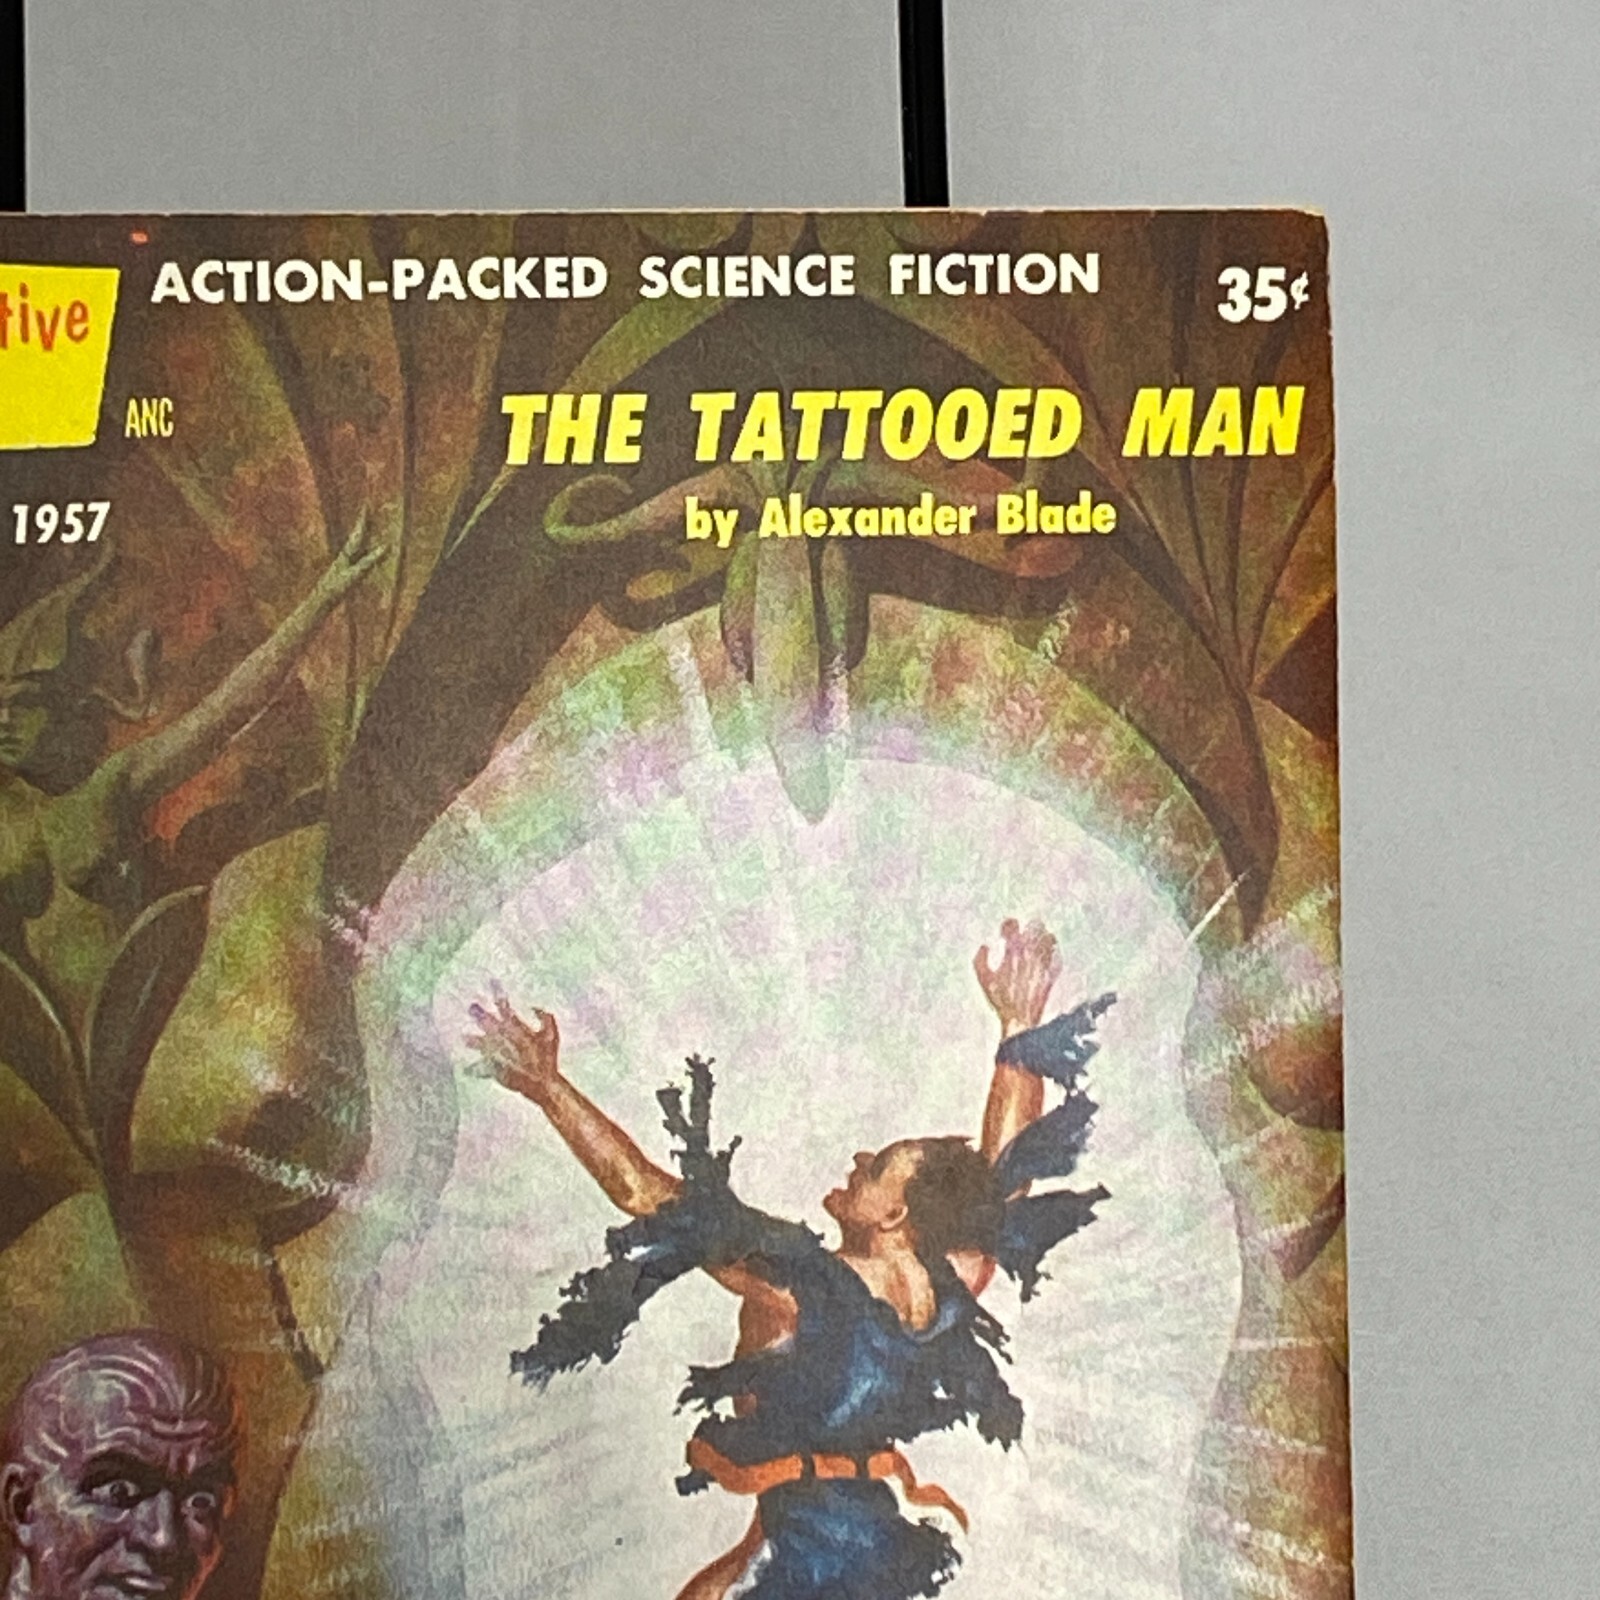 ACTION-PACKED SCIENCE FICTION 35¢
tive
ANC
THE TATTOOED MAN
1957
by Alexander Blade